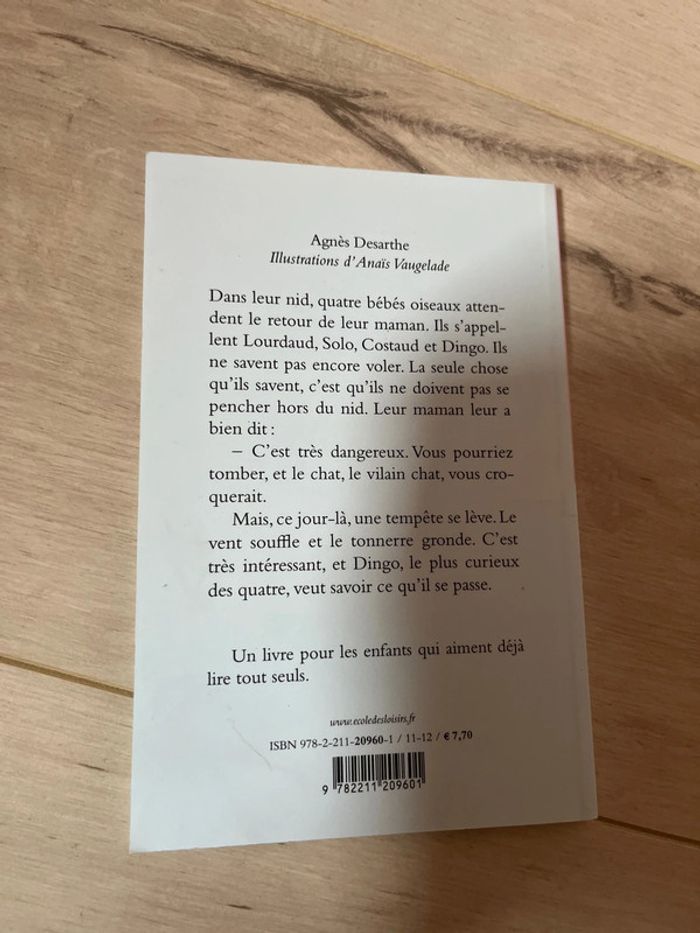 Agnès Desarthe
Illustrations d'Anaïs Vaugelade
Dans leur nid, quatre bébés oiseaux atten-
dent le retour de leur maman. Ils s'appel-
lent Lourdaud, Solo, Costaud et Dingo. Ils
ne savent pas encore voler. La seule chose
qu'ils savent, c'est qu'ils ne doivent pas se
pencher hors du nid. Leur maman leur a
bien dit :
– C'est très dangereux. Vous pourriez
tomber, et le chat, le vilain chat, vous cro-
querait.
Mais, ce jour-là, une tempête se lève. Le
vent souffle et le tonnerre gronde. C'est
très intéressant, et Dingo, le plus curieux
des quatre, veut savoir ce qu'il se passe.
Un livre pour les enfants qui aiment déjà
lire tout seuls.
www.ecoledesloisirs.fr
ISBN 978-2-211-20960-1 / 11-12 / € 7,70
9 782211 209601